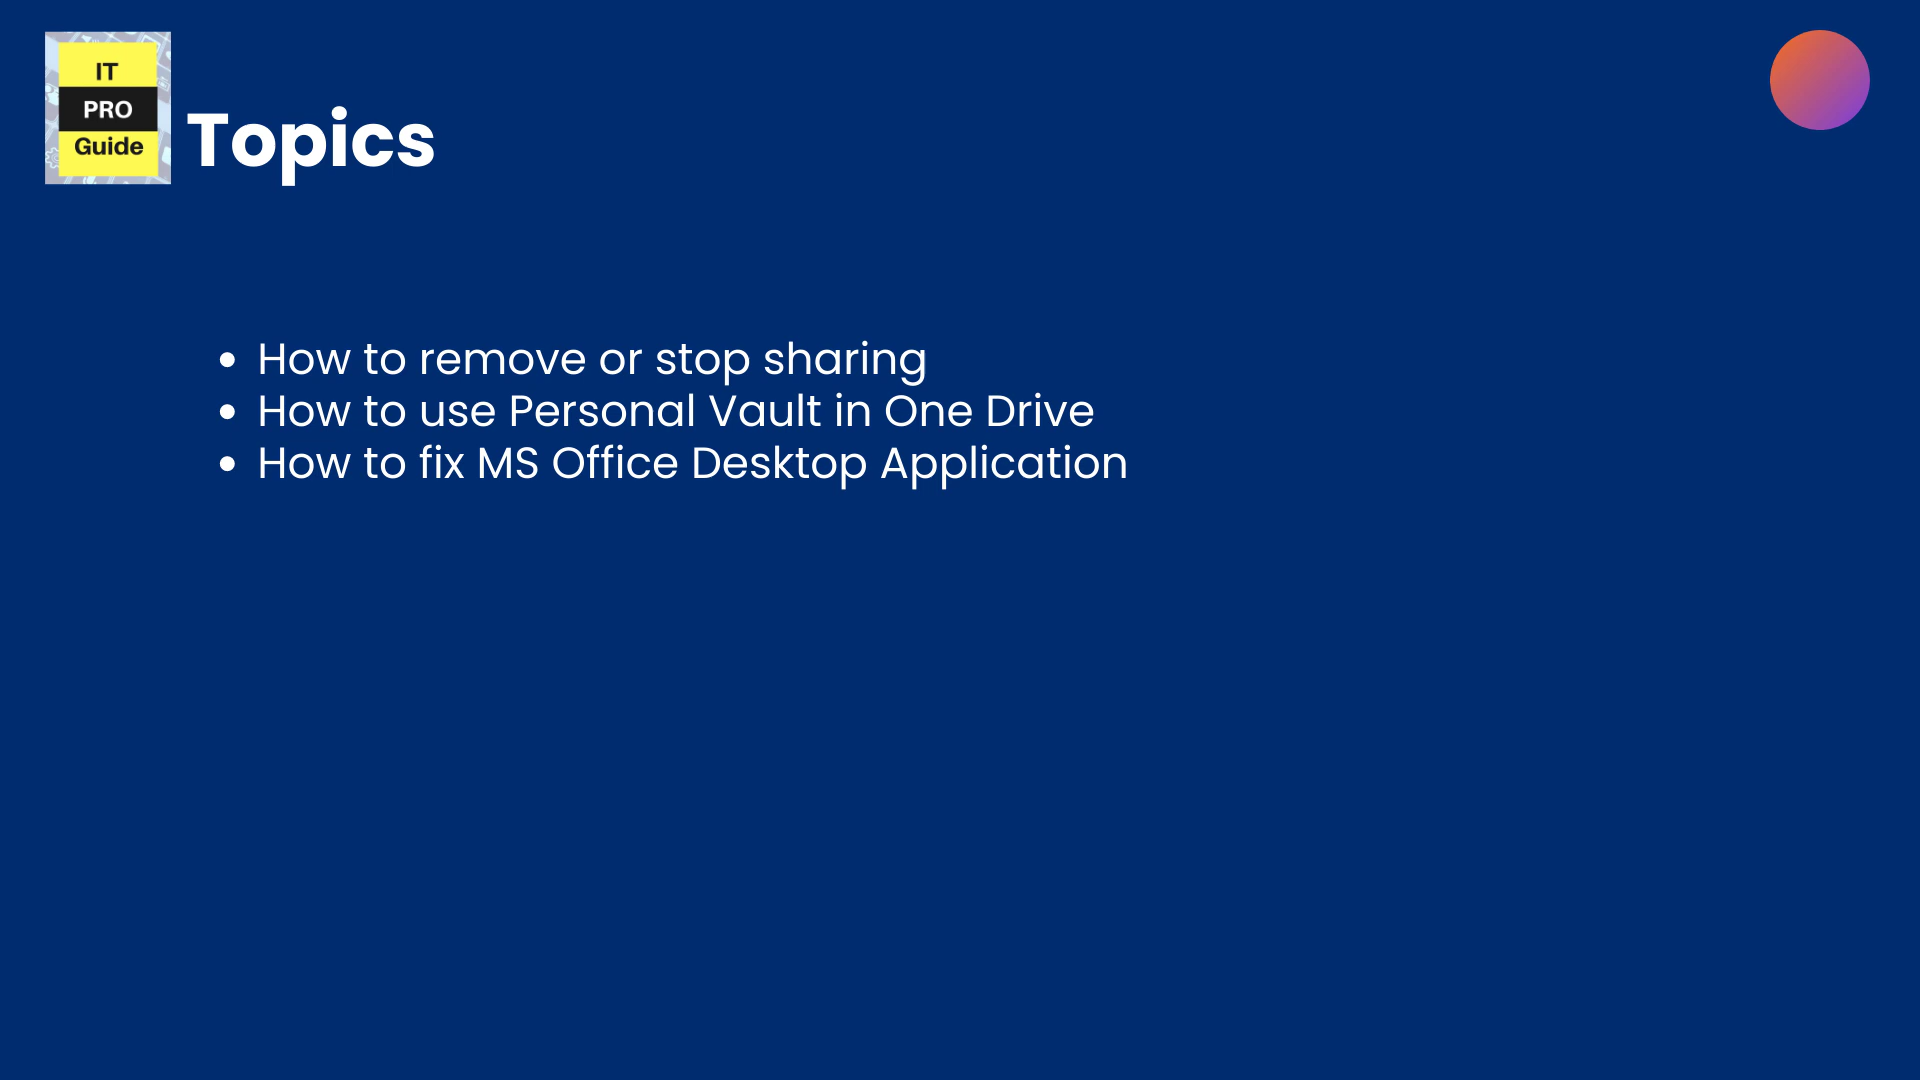 IT
PRO
Guide
Topics
• How to remove or stop sharing
• How to use Personal Vault in One Drive
• How to fix MS Office Desktop Application